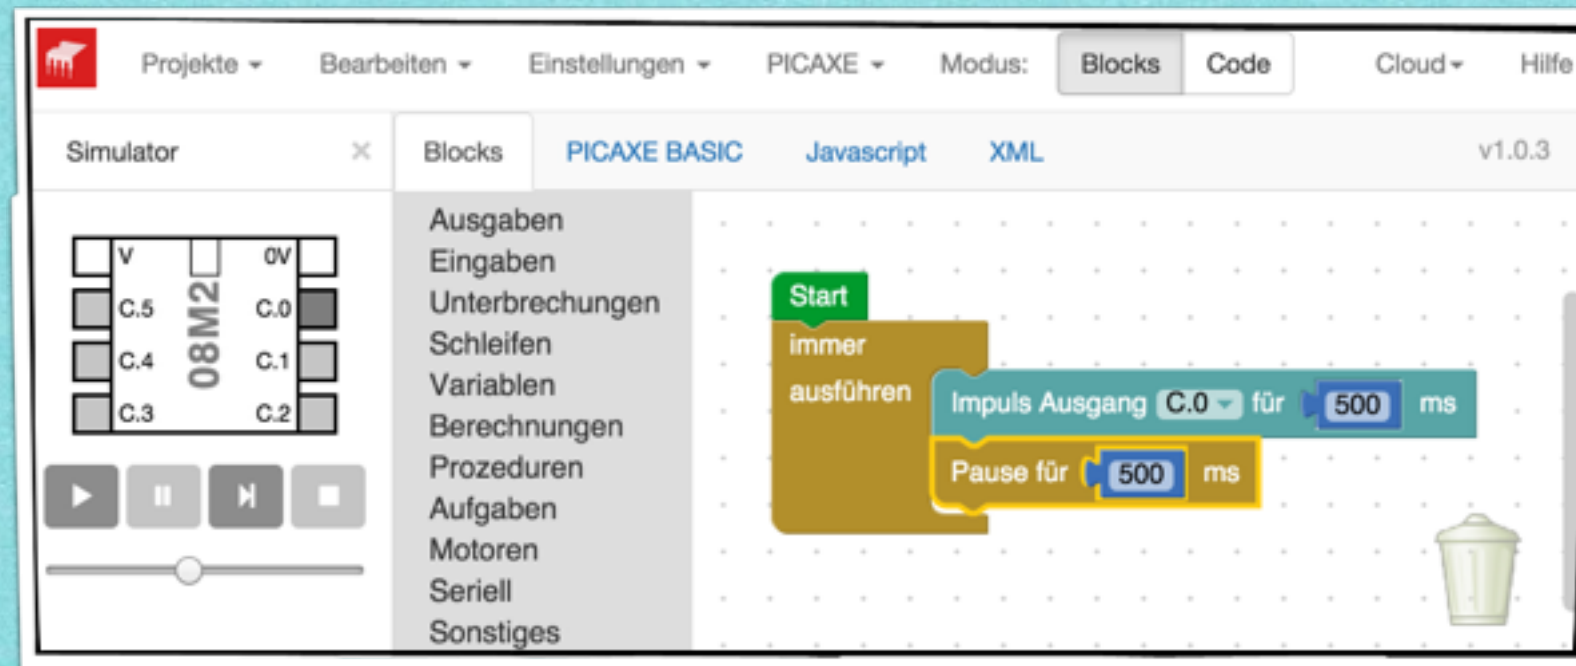 Projekte Bearbeiten Einstellungen PICAXE Modus: Blocks Code Cloud Hilfe
Simulator × Blocks PICAXE BASIC Javascript XML v1.0.3
V 0V
C.5 C.0
C.4 C.1
C.3 C.2
08M2
Ausgaben
Eingaben
Unterbrechungen
Schleifen
Variablen
Berechnungen
Prozeduren
Aufgaben
Motoren
Seriell
Sonstiges
Start
immer
ausführen
Impuls Ausgang C.0 für 500 ms
Pause für 500 ms